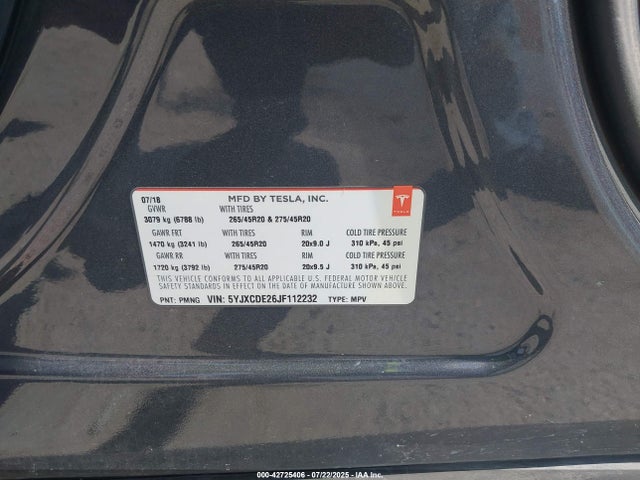 07/18 MFD BY TESLA, INC.
GVWR WITH TIRES
3079 kg (6788 lb) 265/45R20 & 275/45R20
GAWR FRT WITH TIRES RIM COLD TIRE PRESSURE
1470 kg (3241 lb) 265/45R20 20x9.0 J 310 kPa, 45 psi
GAWR RR WITH TIRES RIM COLD TIRE PRESSURE
1720 kg (3792 lb) 275/45R20 20x9.5 J 310 kPa, 45 psi
THIS VEHICLE CONFORMS TO ALL APPLICABLE U.S. FEDERAL MOTOR VEHICLE
SAFETY STANDARDS IN EFFECT ON THE DATE OF MANUFACTURE SHOWN ABOVE.
PNT: PMNG VIN: 5YJXCDE26JF112232 TYPE: MPV
TESLA
000-42725406 - 07/22/2025 - IAA Inc.